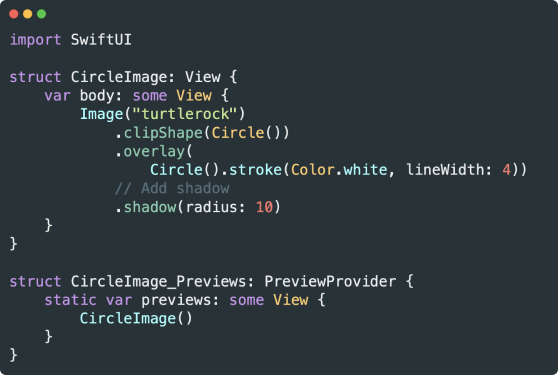 import SwiftUI

struct CircleImage: View {
    var body: some View {
        Image("turtlerock")
            .clipShape(Circle())
            .overlay(
                Circle().stroke(Color.white, lineWidth: 4))
            // Add shadow
            .shadow(radius: 10)
    }
}

struct CircleImage_Previews: PreviewProvider {
    static var previews: some View {
        CircleImage()
    }
}